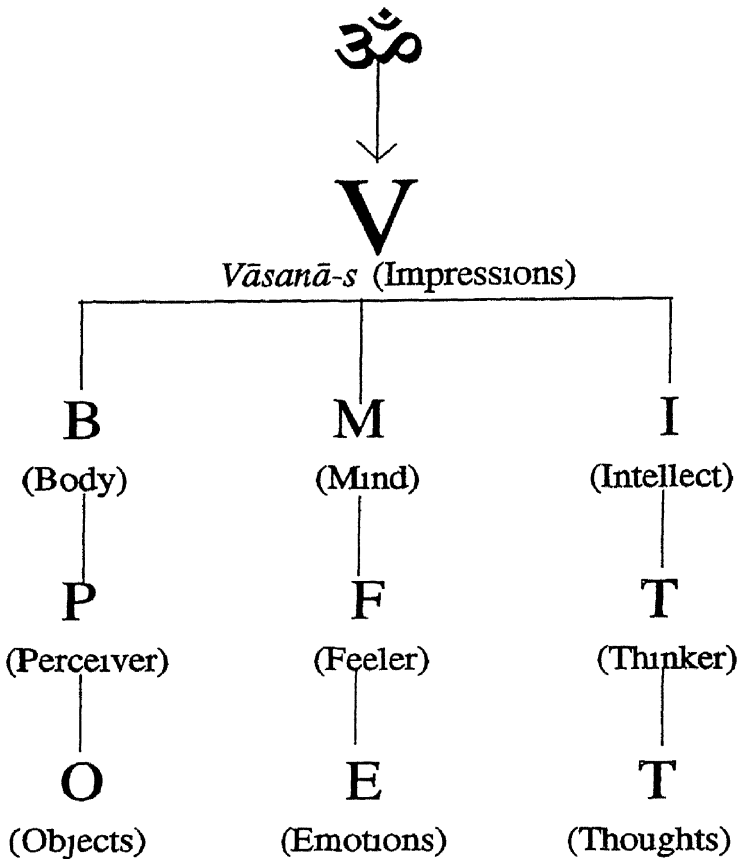 ॐ
V
Vāsanā-s (Impressions)
B M I
(Body) (Mind) (Intellect)
P F T
(Perceiver) (Feeler) (Thinker)
O E T
(Objects) (Emotions) (Thoughts)